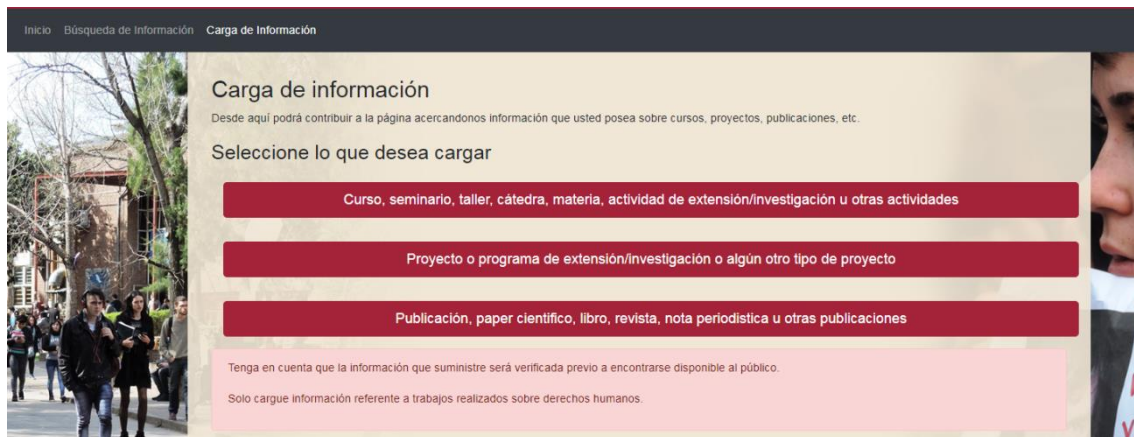 Inicio Búsqueda de Información Carga de Información
Carga de información
Desde aquí podrá contribuir a la página acercandonos información que usted posea sobre cursos, proyectos, publicaciones, etc.
Seleccione lo que desea cargar
Curso, seminario, taller, cátedra, materia, actividad de extensión/investigación u otras actividades
Proyecto o programa de extensión/investigación o algún otro tipo de proyecto
Publicación, paper cientifico, libro, revista, nota periodistica u otras publicaciones
Tenga en cuenta que la información que suministre será verificada previo a encontrarse disponible al público.
Solo cargue información referente a trabajos realizados sobre derechos humanos.